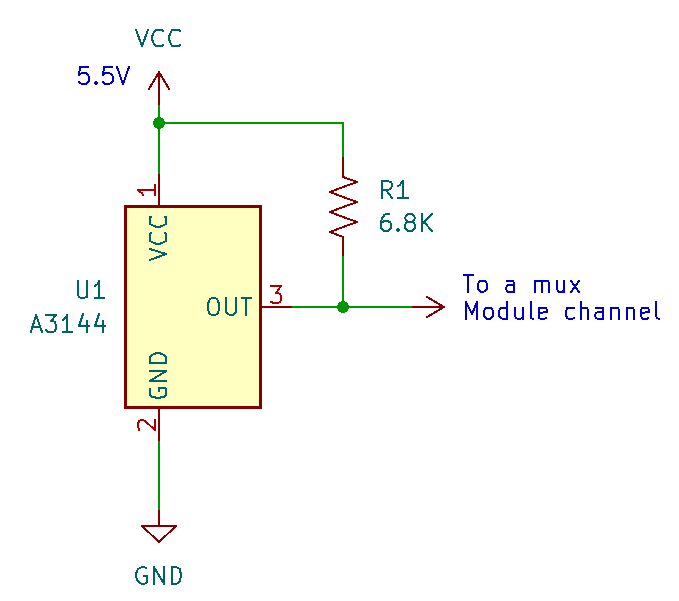 VCC
5.5V
1
R1
6.8K
VCC
U1
A3144
OUT
3
To a mux
Module channel
GND
2
GND